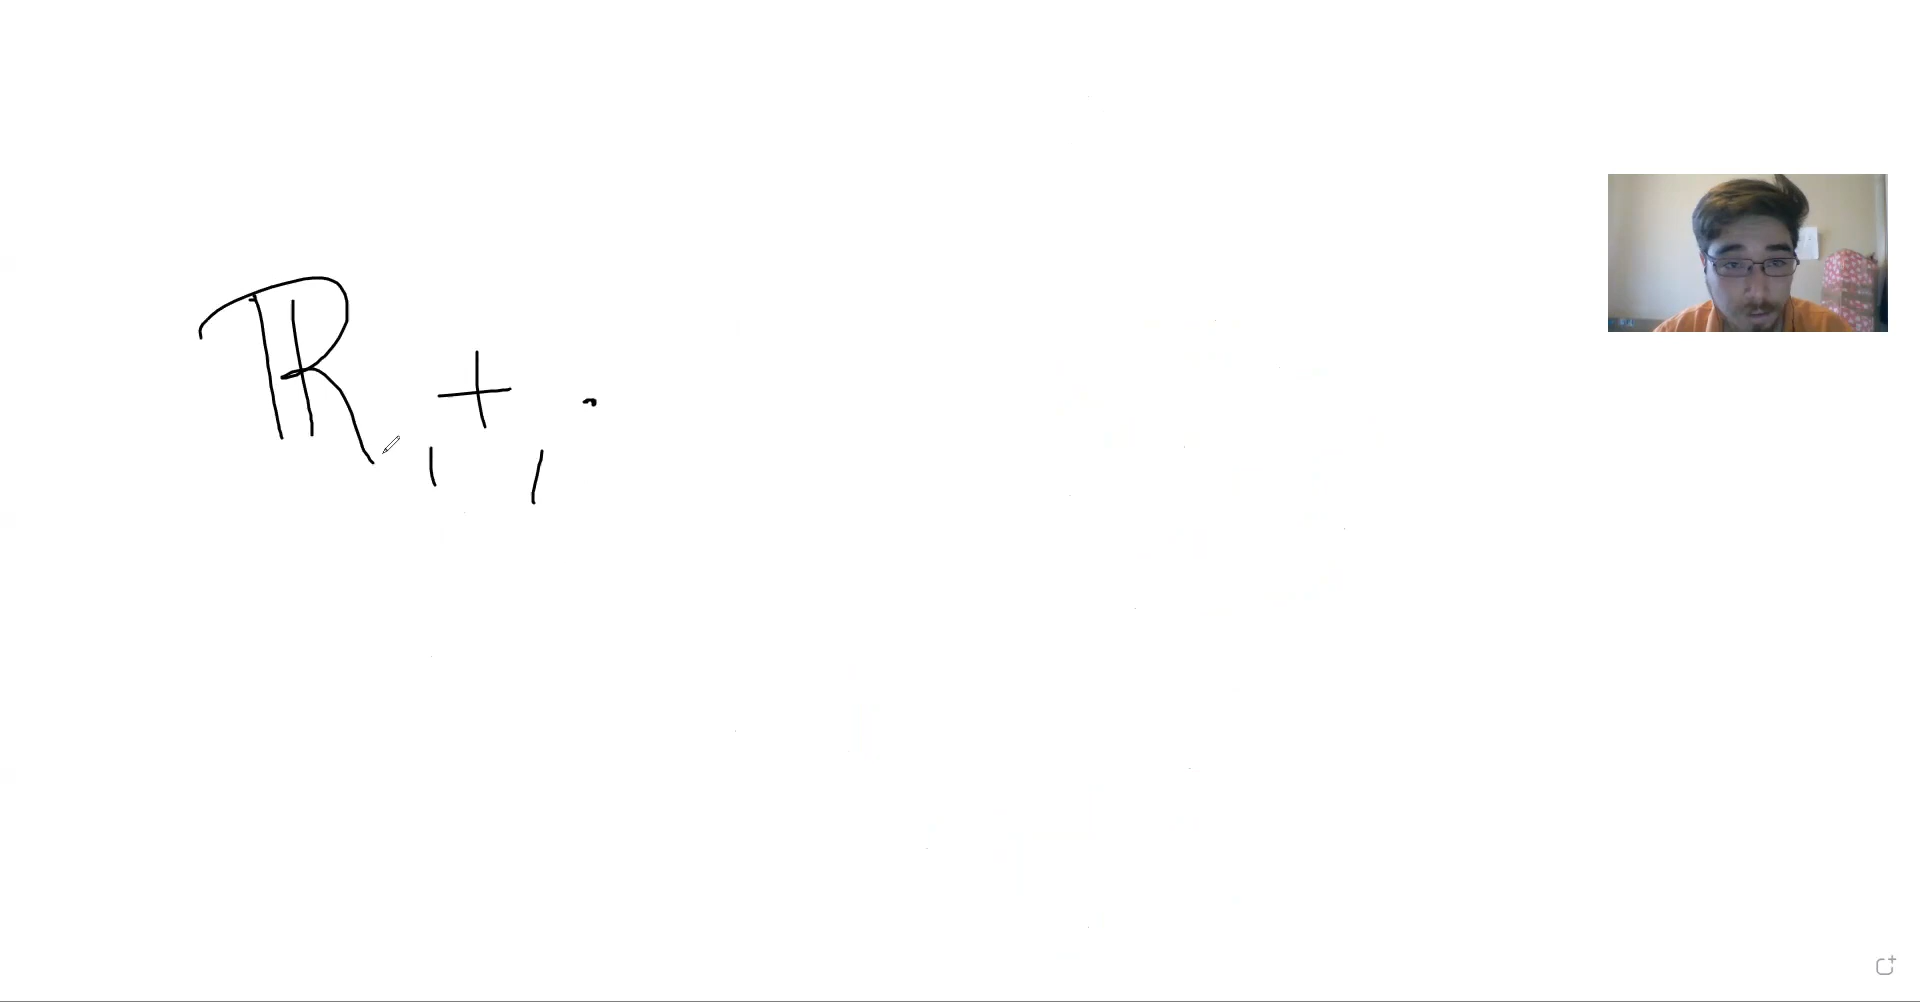 ℝ, +, ·